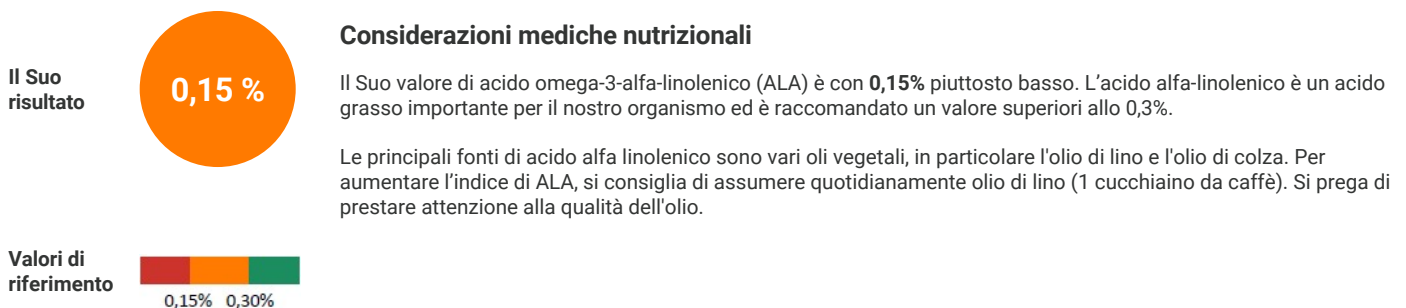 Considerazioni mediche nutrizionali
Il Suo
risultato
0,15 %
Il Suo valore di acido omega-3-alfa-linolenico (ALA) è con 0,15% piuttosto basso. L’acido alfa-linolenico è un acido
grasso importante per il nostro organismo ed è raccomandato un valore superiori allo 0,3%.
Le principali fonti di acido alfa linolenico sono vari oli vegetali, in particolare l'olio di lino e l'olio di colza. Per
aumentare l’indice di ALA, si consiglia di assumere quotidianamente olio di lino (1 cucchiaino da caffè). Si prega di
prestare attenzione alla qualità dell'olio.
Valori di
riferimento
0,15% 0,30%